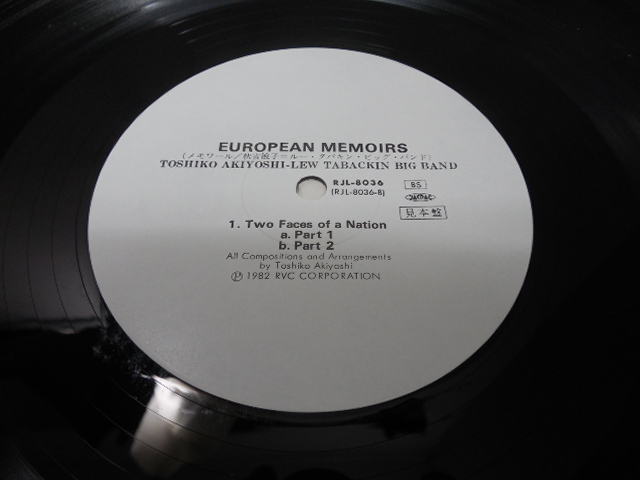 EUROPEAN MEMOIRS
(メモワール/秋吉敏子=ルー・タバキン・ビッグ・バンド)
TOSHIKO AKIYOSHI-LEW TABACKIN BIG BAND
RJL-8036
(RJL-8036-B)
BS
見本盤
1. Two Faces of a Nation
a. Part 1
b. Part 2
All Compositions and Arrangements
by Toshiko Akiyoshi
Ⓟ 1982 RVC CORPORATION